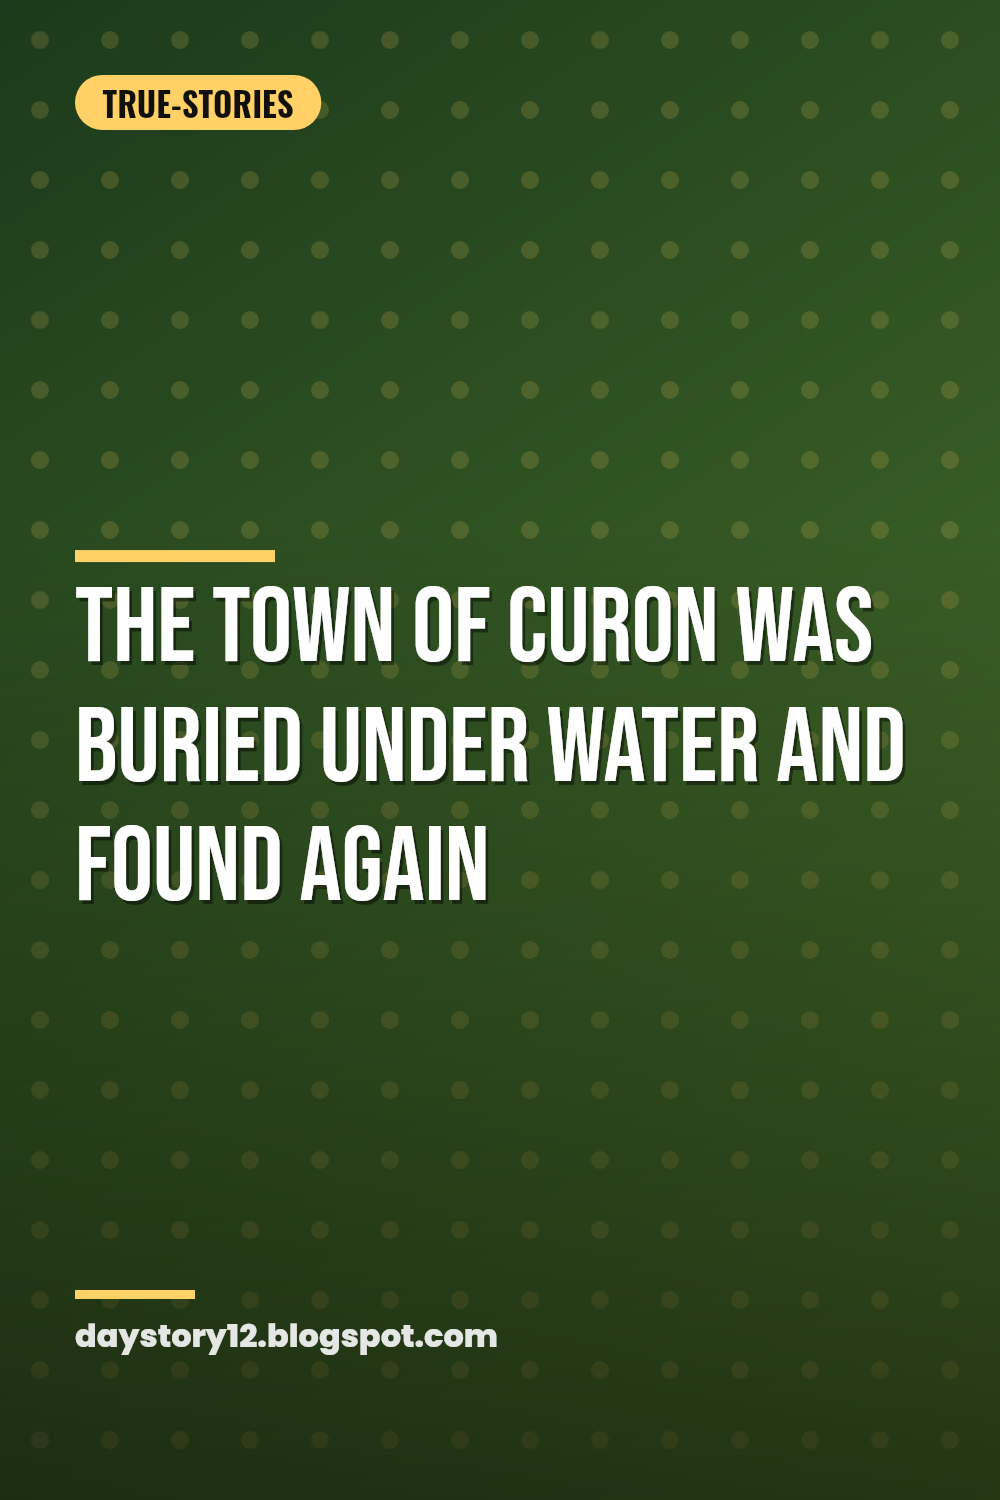 TRUE-STORIES
THE TOWN OF CURON WAS
BURIED UNDER WATER AND
FOUND AGAIN
daystory12.blogspot.com